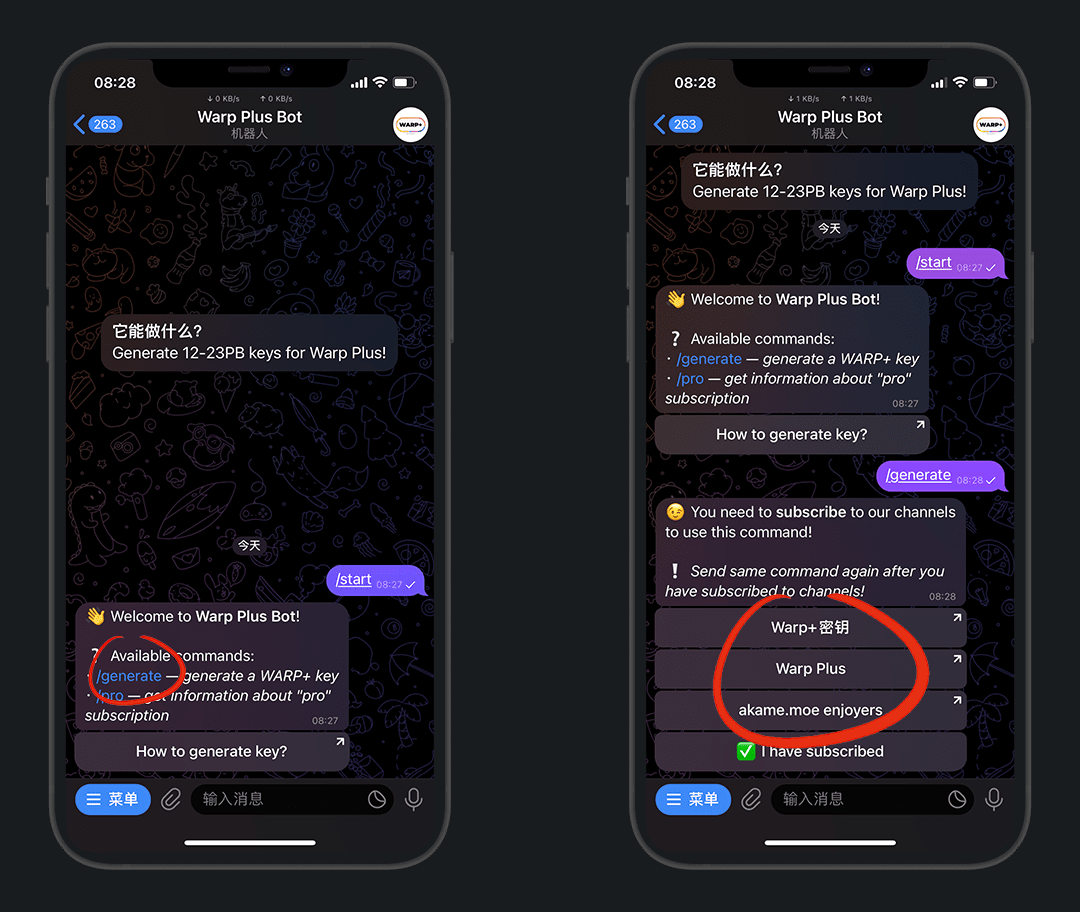 08:28
↓ 0 KB/s ↑ 0 KB/s
263
Warp Plus Bot
机器人
WARP+
它能做什么?
Generate 12-23PB keys for Warp Plus!
今天
/start 08:27
👋 Welcome to Warp Plus Bot!
❔ Available commands:
· /generate — generate a WARP+ key
· /pro — get information about "pro"
subscription
08:27
How to generate key?
菜单
输入消息
08:28
↓ 1 KB/s ↑ 1 KB/s
263
Warp Plus Bot
机器人
WARP+
它能做什么?
Generate 12-23PB keys for Warp Plus!
今天
/start 08:27
👋 Welcome to Warp Plus Bot!
❔ Available commands:
· /generate — generate a WARP+ key
· /pro — get information about "pro"
subscription
08:27
How to generate key?
/generate 08:28
😉 You need to subscribe to our channels
to use this command!
❕ Send same command again after you
have subscribed to channels!
08:28
Warp+密钥
Warp Plus
akame.moe enjoyers
✅ I have subscribed
菜单
输入消息